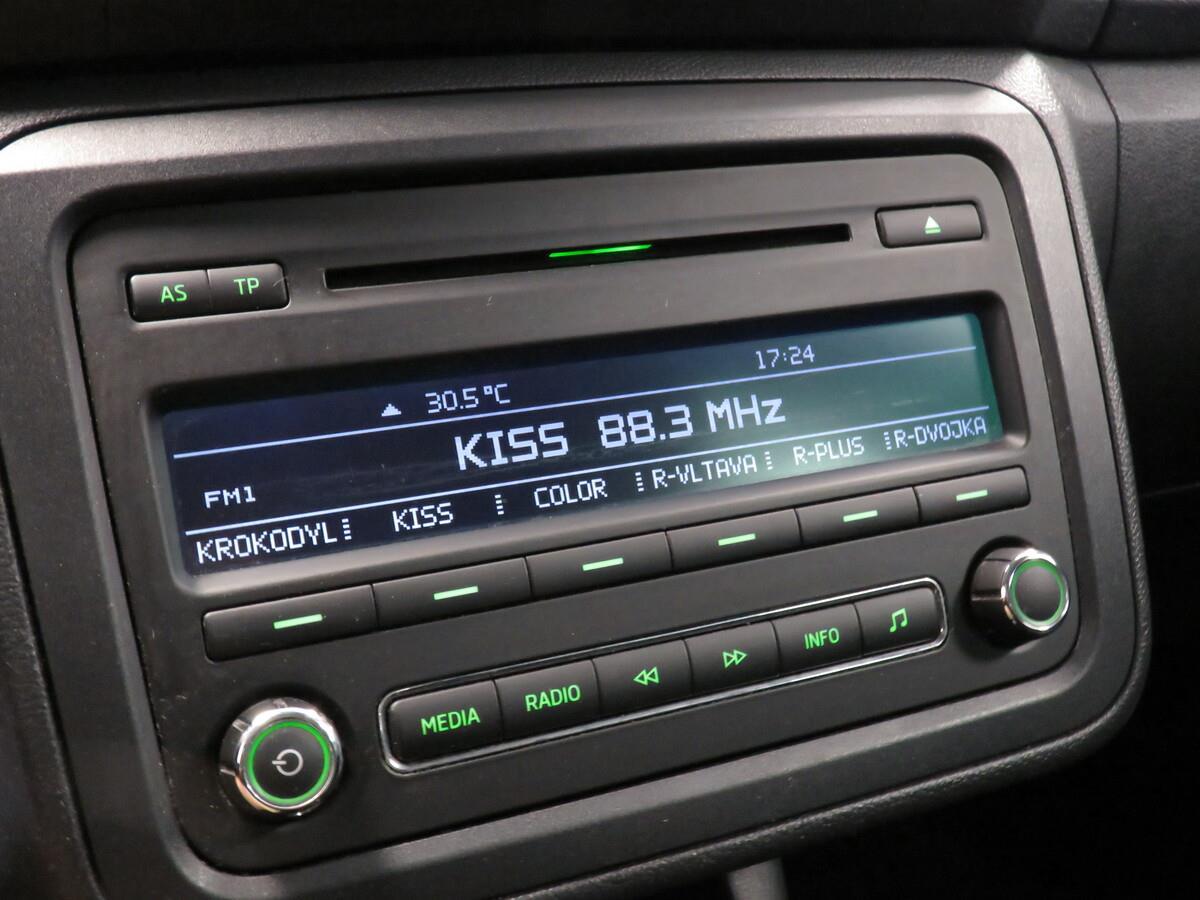 AS TP
30.5°C 17:24
KISS 88.3 MHz
FM1
KROKODYL KISS COLOR R-VLTAVA R-PLUS R-DVOJKA
MEDIA RADIO INFO